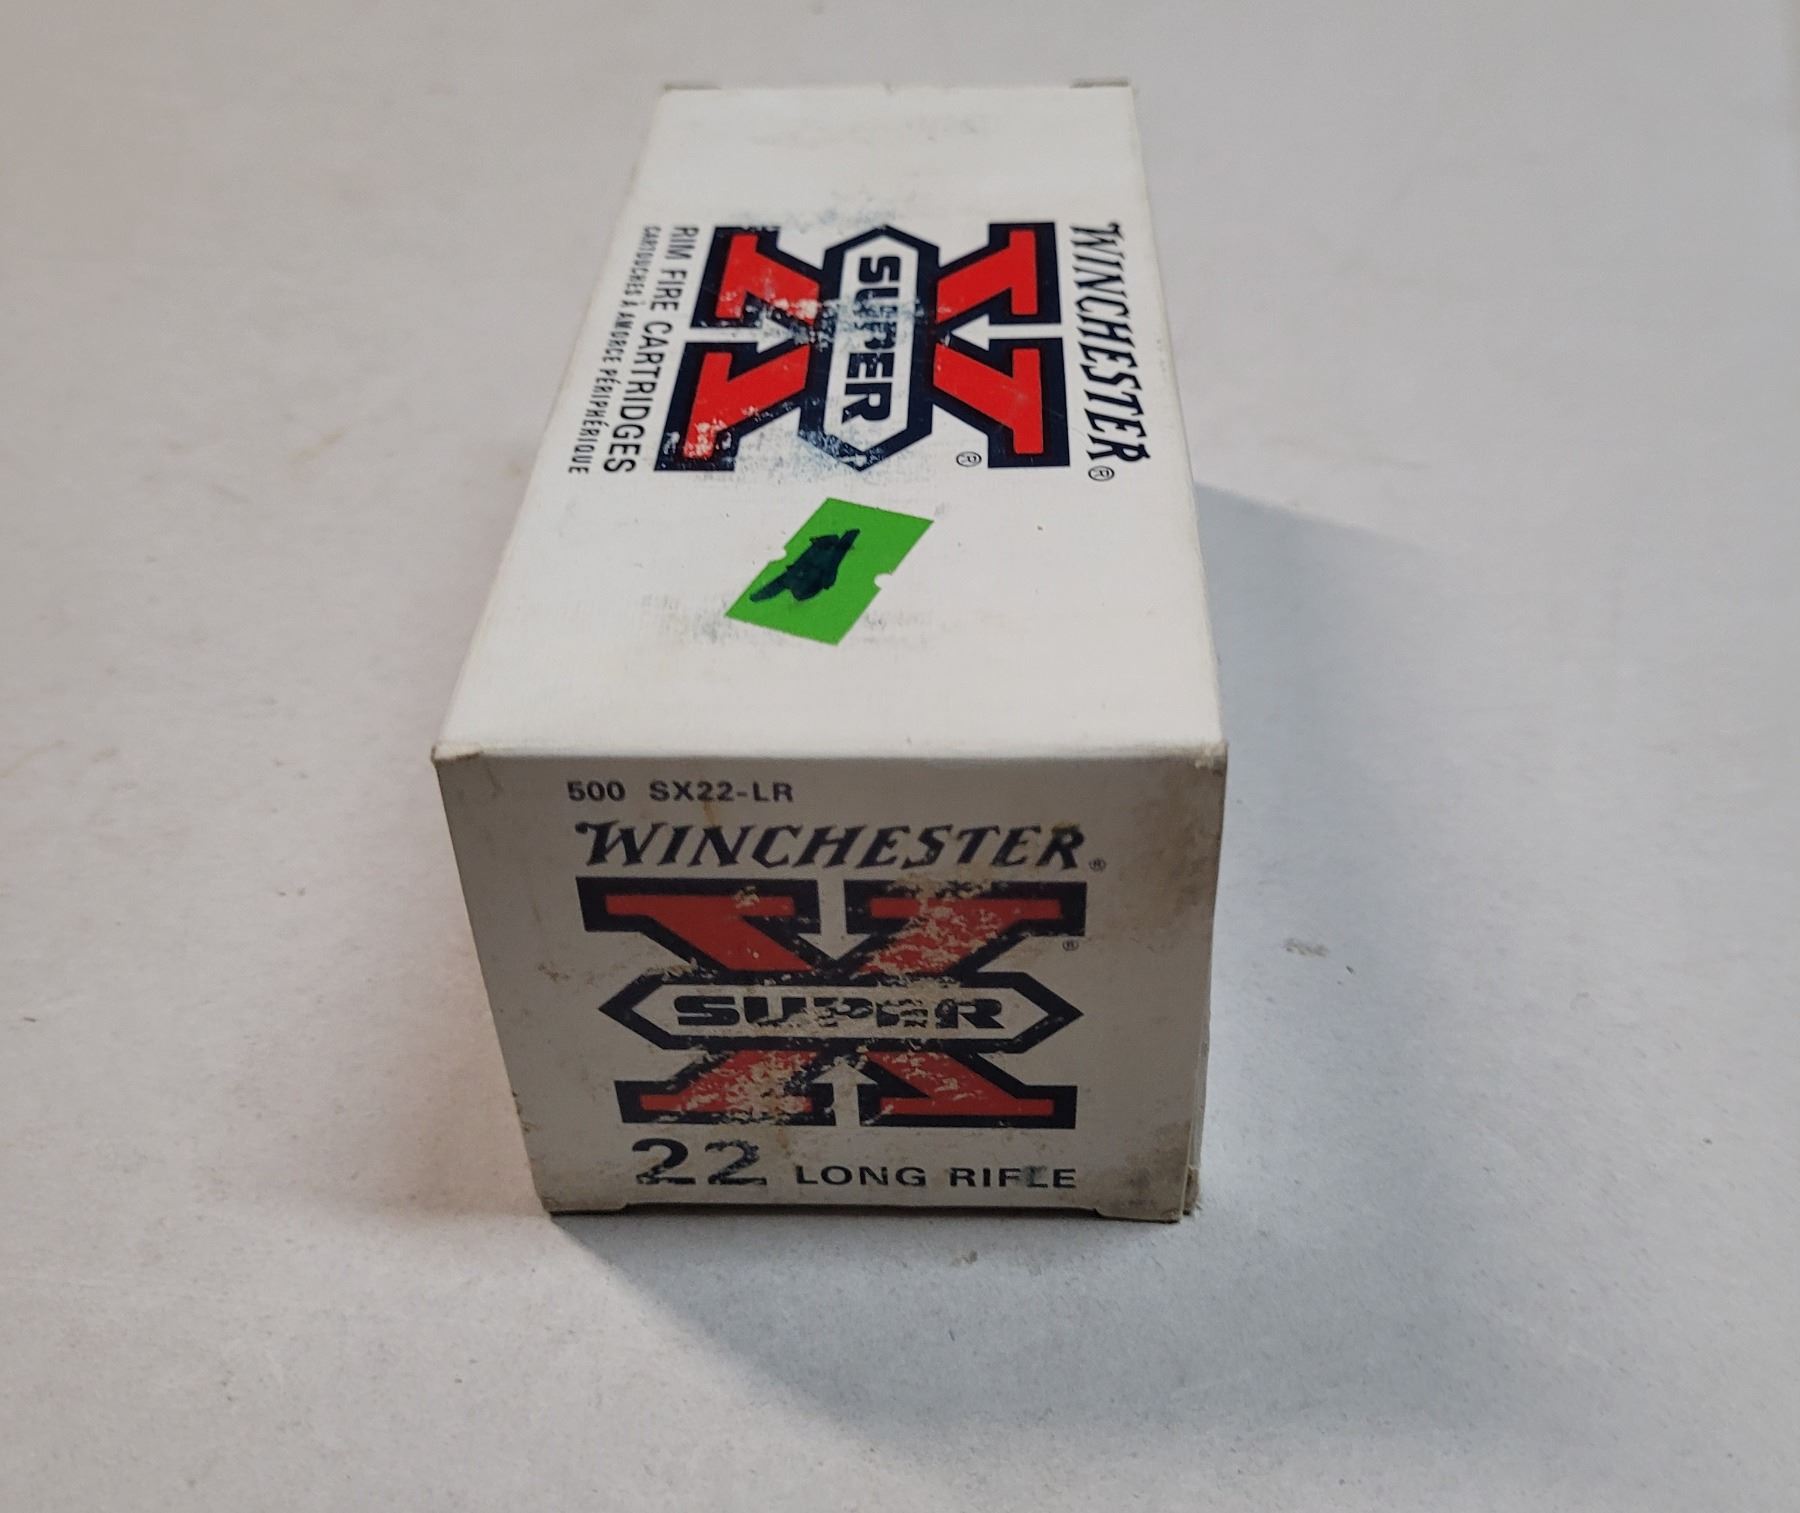 WINCHESTER®
SUPER X®
RIM FIRE CARTRIDGES
CARTOUCHES À AMORCE PÉRIPHÉRIQUE
500 SX22-LR
WINCHESTER®
SUPER X®
22 LONG RIFLE